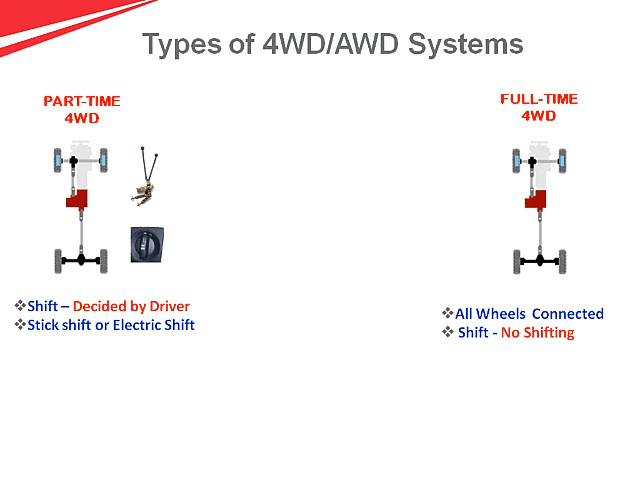 Types of 4WD/AWD Systems
PART-TIME
4WD
❖Shift – Decided by Driver
❖Stick shift or Electric Shift
FULL-TIME
4WD
❖All Wheels Connected
❖ Shift - No Shifting